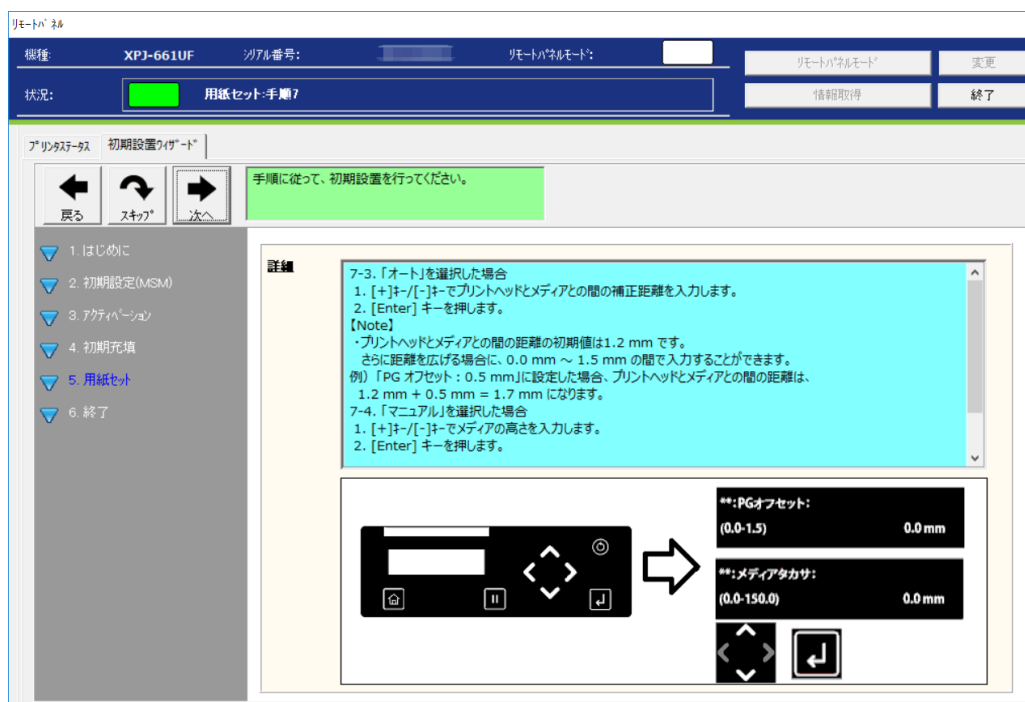 リモートパネル
機種:
XPJ-661UF
シリアル番号:
リモートパネルモード:
リモートパネルモード
変更
状況:
用紙セット:手順7
情報取得
終了
プリンタステータス
初期設置ウィザード
戻る
スキップ
次へ
手順に従って、初期設置を行ってください。
1. はじめに
2. 初期設定(MSM)
3. アクティベーション
4. 初期充填
5. 用紙セット
6. 終了
詳細
7-3. 「オート」を選択した場合
1. [+]キー/[-]キーでプリントヘッドとメディアとの間の補正距離を入力します。
2. [Enter] キーを押します。
【Note】
・プリントヘッドとメディアとの間の距離の初期値は1.2 mm です。
さらに距離を広げる場合に、0.0 mm ～ 1.5 mm の間で入力することができます。
例）「PG オフセット：0.5 mm」に設定した場合、プリントヘッドとメディアとの間の距離は、
1.2 mm + 0.5 mm = 1.7 mm になります。
7-4. 「マニュアル」を選択した場合
1. [+]キー/[-]キーでメディアの高さを入力します。
2. [Enter] キーを押します。
**:PGオフセット:
(0.0-1.5) 0.0 mm
**:メディアタカサ:
(0.0-150.0) 0.0 mm